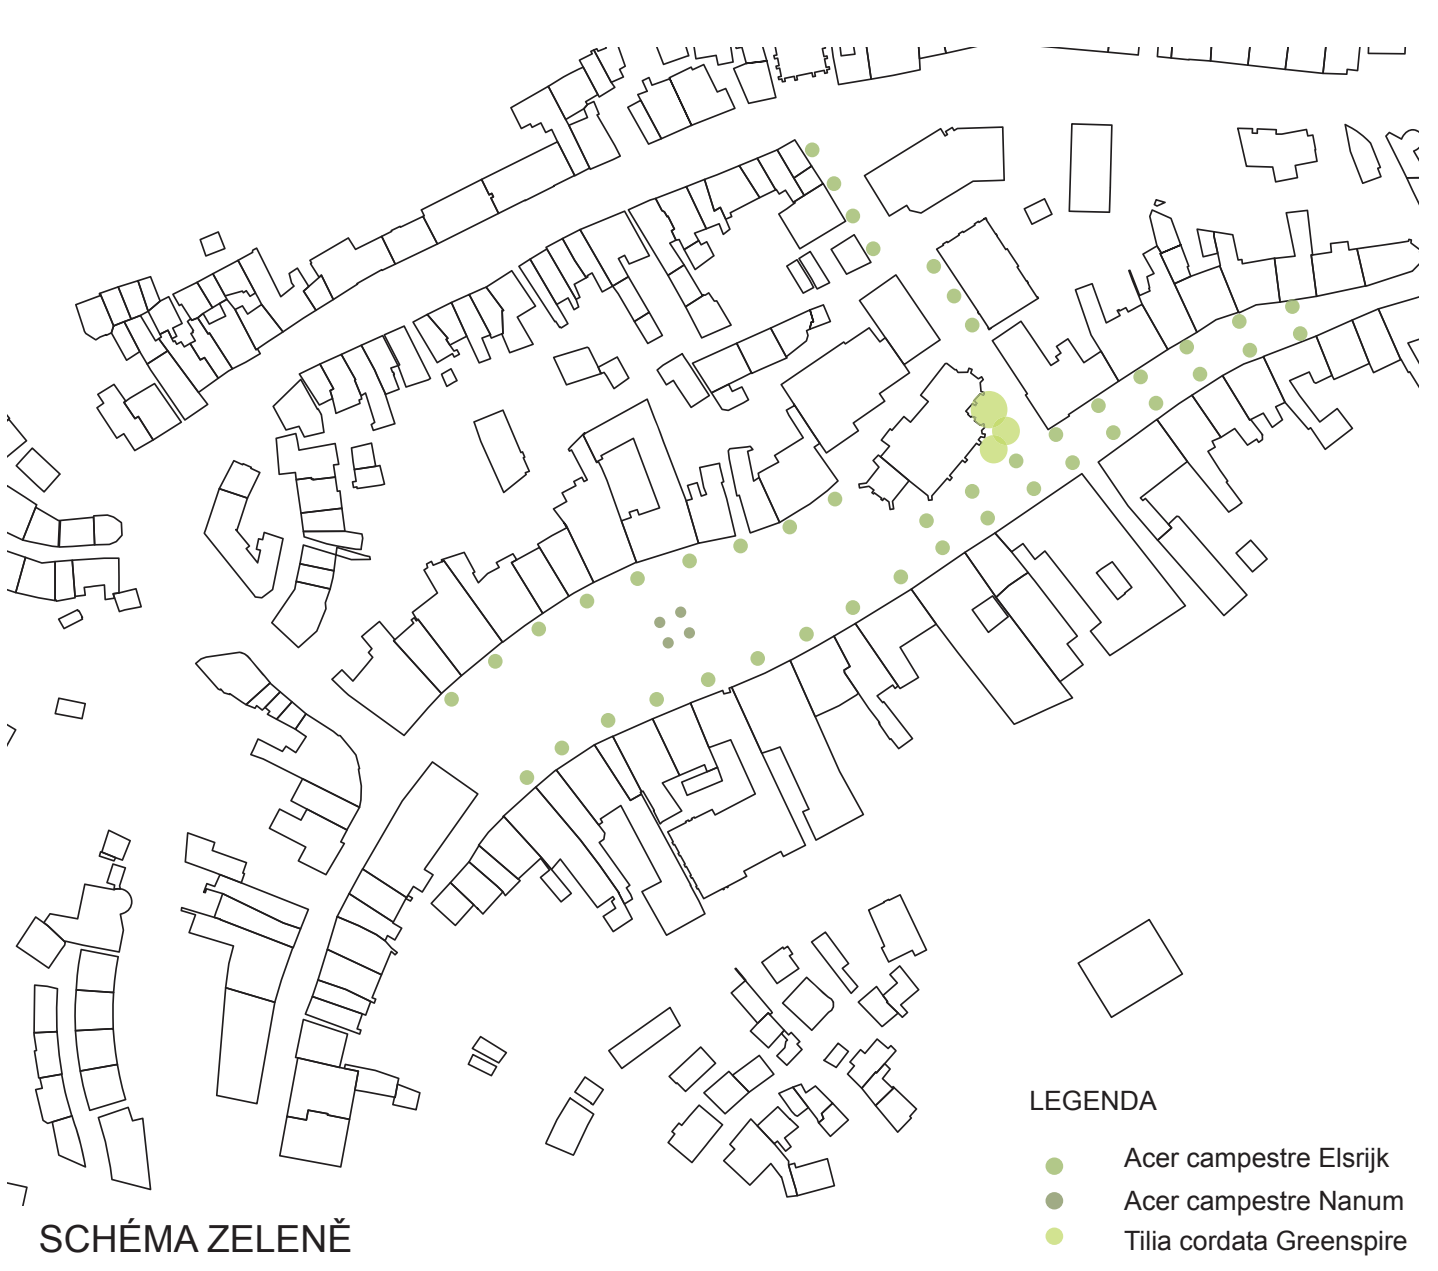 LEGENDA
Acer campestre Elsrijk
Acer campestre Nanum
Tilia cordata Greenspire
SCHÉMA ZELENĚ